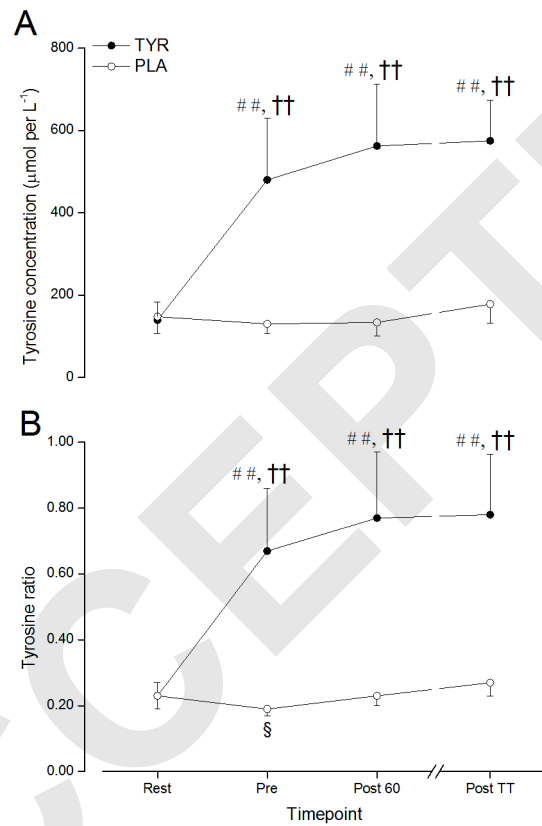 A
TYR
PLA
800
600
400
200
0
Tyrosine concentration (µmol per L⁻¹)
##, ††
##, ††
##, ††
B
1.00
0.80
0.60
0.40
0.20
0.00
Tyrosine ratio
##, ††
##, ††
##, ††
§
Rest Pre Post 60 Post TT
Timepoint
CCEPT